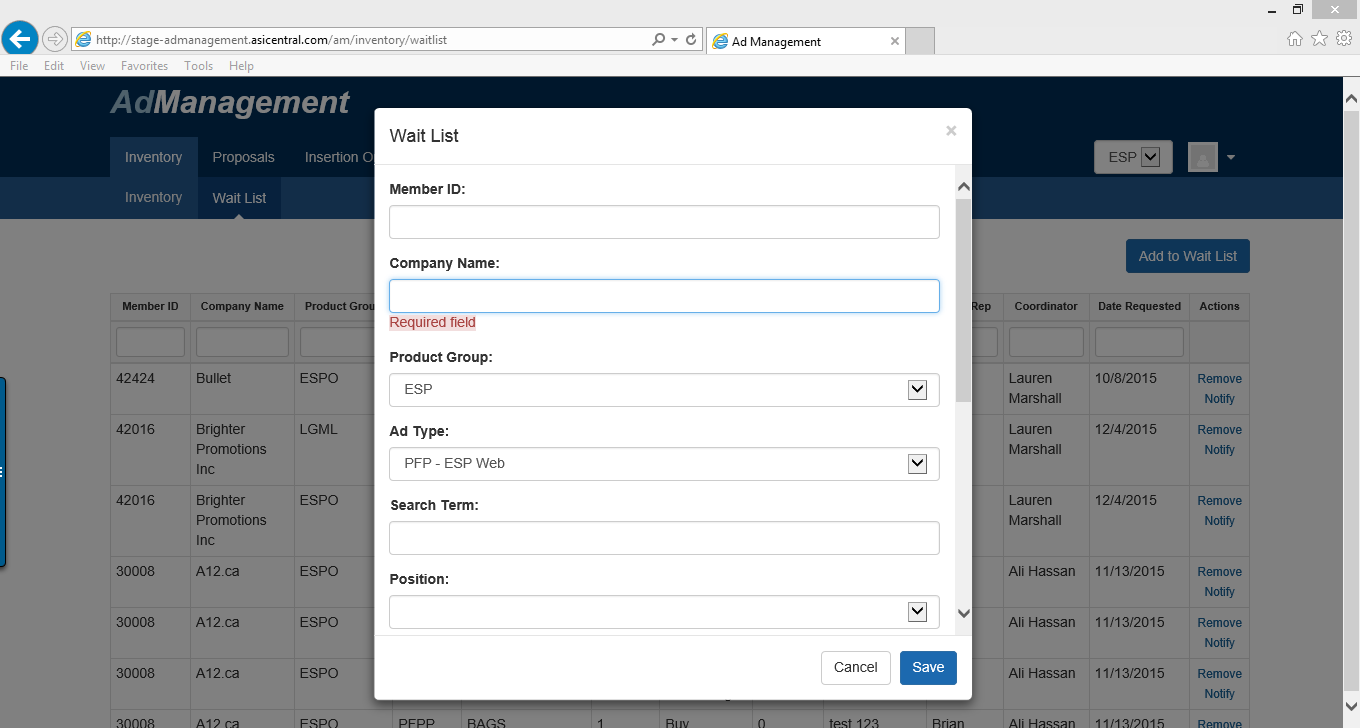 http://stage-admanagement.asicentral.com/am/inventory/waitlist
Ad Management
File Edit View Favorites Tools Help
AdManagement
Inventory Proposals Insertion O
ESP
Inventory Wait List
Add to Wait List
Wait List
Member ID:
Company Name:
Required field
Product Group:
ESP
Ad Type:
PFP - ESP Web
Search Term:
Position:
Cancel Save
Member ID Company Name Product Grou Rep Coordinator Date Requested Actions
42424 Bullet ESPO Lauren Marshall 10/8/2015 Remove
Notify
42016 Brighter Promotions Inc LGML Lauren Marshall 12/4/2015 Remove
Notify
42016 Brighter Promotions Inc ESPO Lauren Marshall 12/4/2015 Remove
Notify
30008 A12.ca ESPO Ali Hassan 11/13/2015 Remove
Notify
30008 A12.ca ESPO Ali Hassan 11/13/2015 Remove
Notify
30008 A12.ca ESPO Ali Hassan 11/13/2015 Remove
Notify
30008 A12.ca ESPO PFPP BAGS 1 Buy 0 test 123 Brian Ali Hassan 11/13/2015 Remove